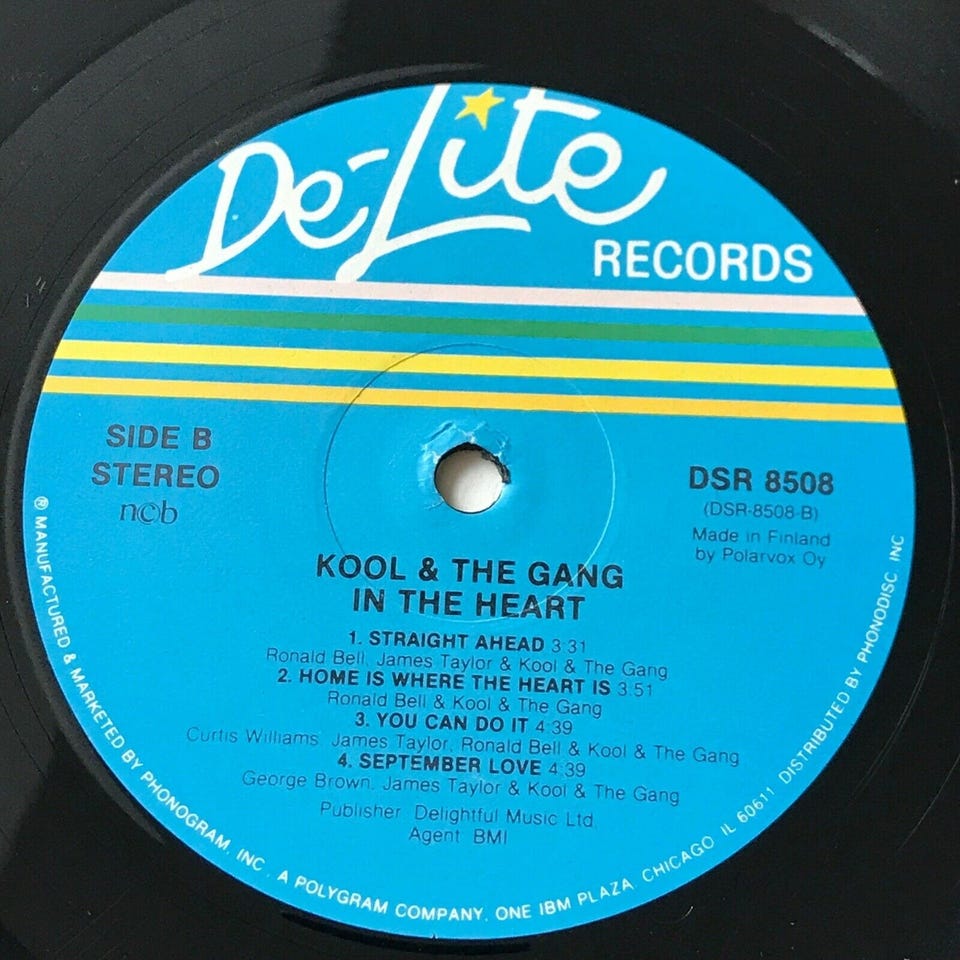 De-Lite
RECORDS
SIDE B
STEREO
ncb
DSR 8508
(DSR-8508-B)
Made in Finland
by Polarvox Oy
KOOL & THE GANG
IN THE HEART
1. STRAIGHT AHEAD 3:31
Ronald Bell, James Taylor & Kool & The Gang
2. HOME IS WHERE THE HEART IS 3:51
Ronald Bell & Kool & The Gang
3. YOU CAN DO IT 4:39
Curtis Williams, James Taylor, Ronald Bell & Kool & The Gang
4. SEPTEMBER LOVE 4:39
George Brown, James Taylor & Kool & The Gang
Publisher: Delightful Music Ltd.
Agent: BMI
® MANUFACTURED & MARKETED BY PHONOGRAM, INC., A POLYGRAM COMPANY, ONE IBM PLAZA, CHICAGO IL 60611 DISTRIBUTED BY PHONODISC INC